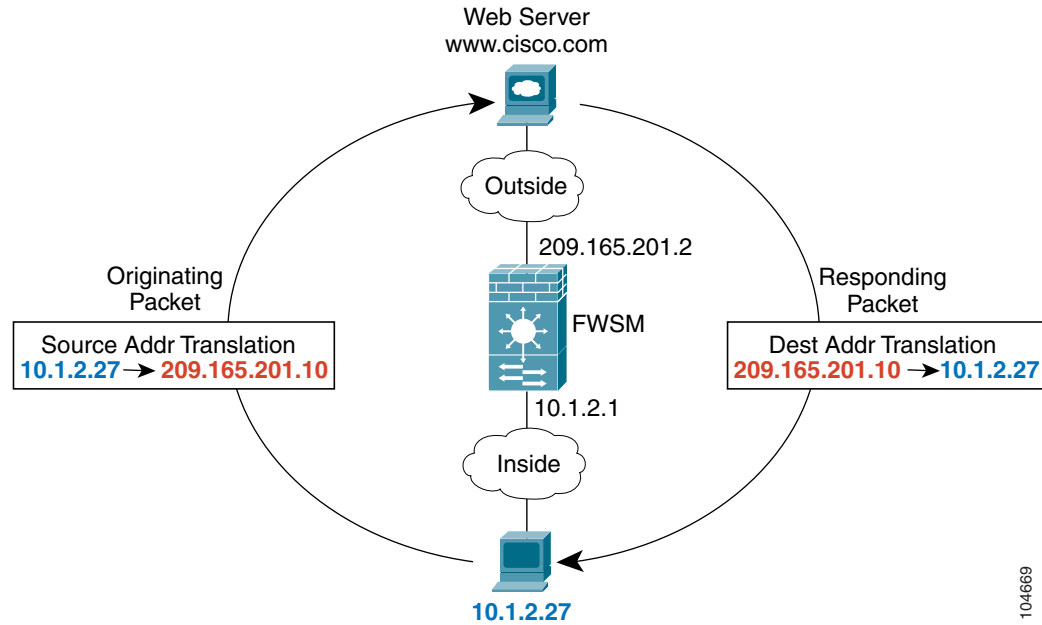 Web Server
www.cisco.com
Outside
209.165.201.2
Originating
Packet
Responding
Packet
FWSM
Source Addr Translation
10.1.2.27 → 209.165.201.10
Dest Addr Translation
209.165.201.10 → 10.1.2.27
10.1.2.1
Inside
10.1.2.27
104669